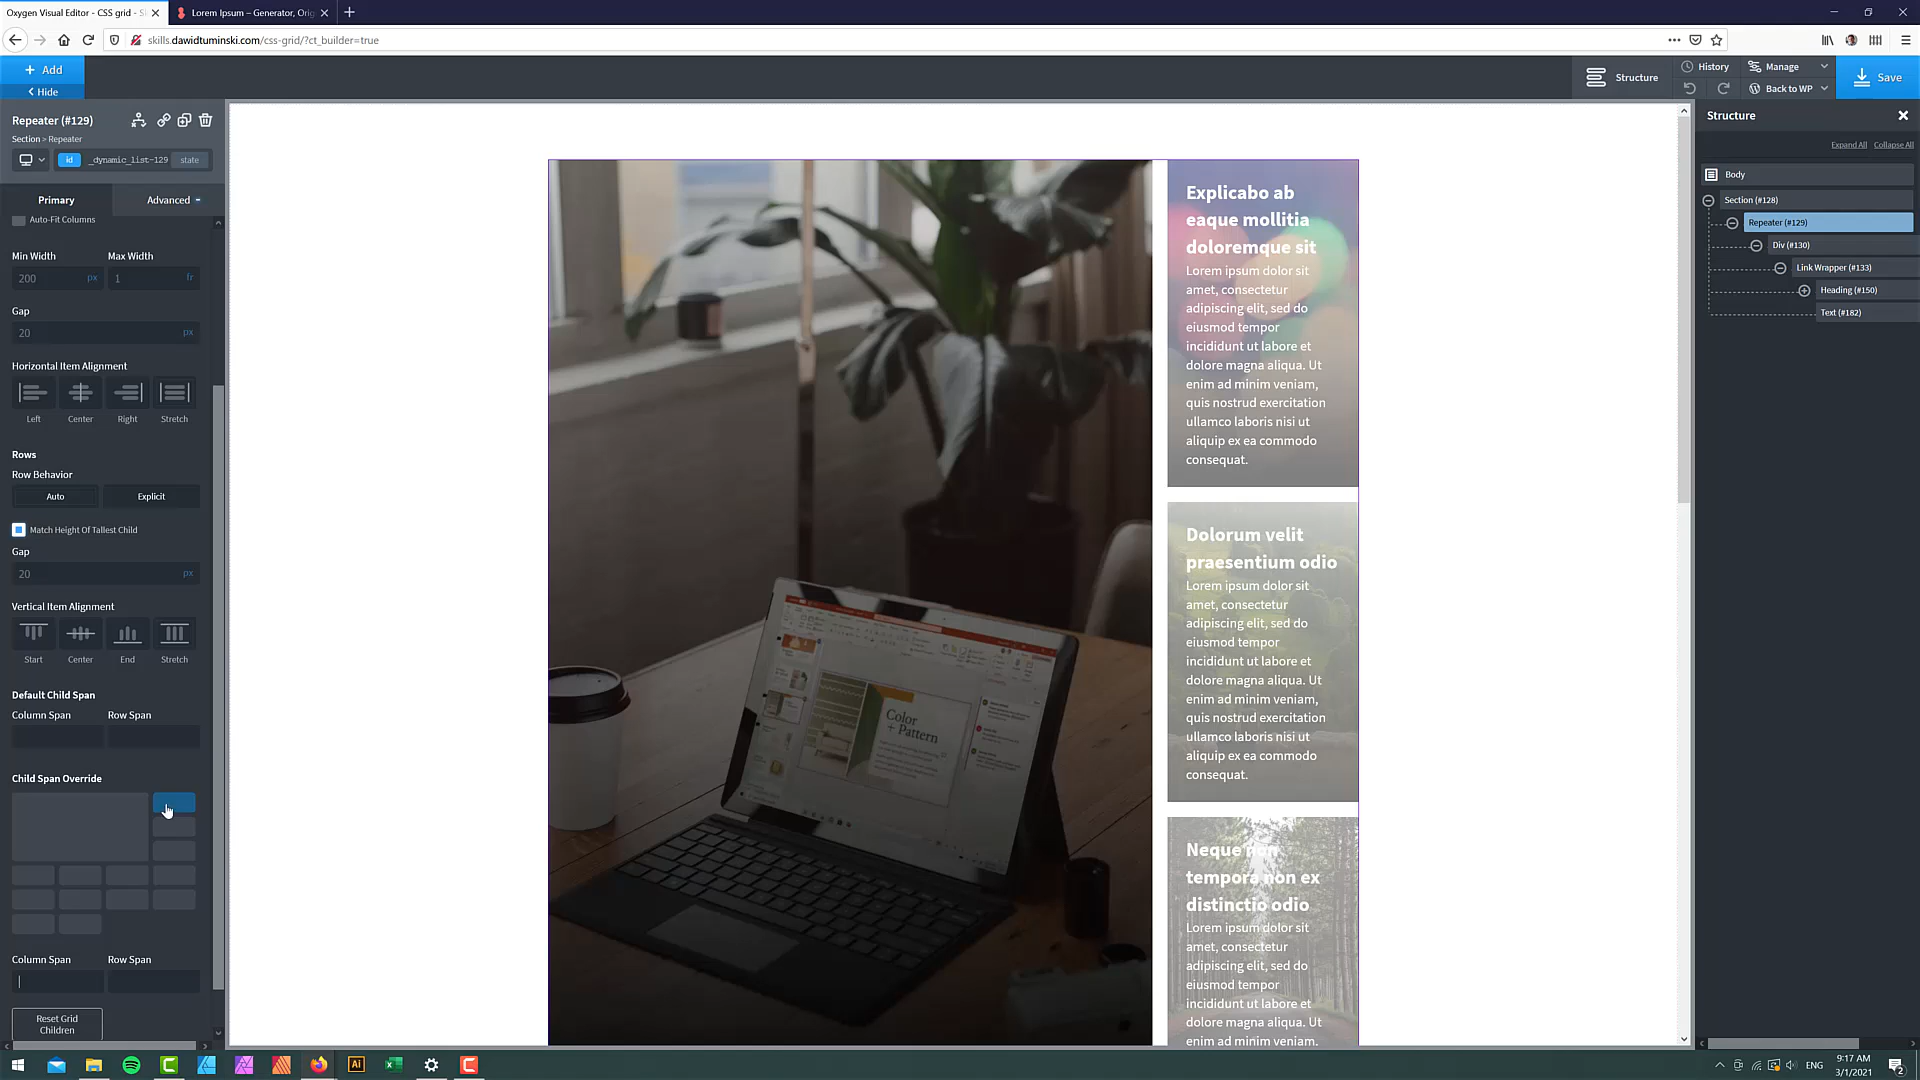 Oxygen Visual Editor - CSS grid - S
Lorem Ipsum – Generator, Orig
skills.dawidtuminski.com/css-grid/?ct_builder=true
Add
Hide
Structure
History
Manage
Back to WP
Save
Repeater (#129)
Section > Repeater
id
_dynamic_list-129
state
Primary
Advanced
Auto-Fit Columns
Min Width
Max Width
200
px
1
fr
Gap
20
px
Horizontal Item Alignment
Left
Center
Right
Stretch
Rows
Row Behavior
Auto
Explicit
Match Height Of Tallest Child
Gap
20
px
Vertical Item Alignment
Start
Center
End
Stretch
Default Child Span
Column Span
Row Span
Child Span Override
Column Span
Row Span
Reset Grid
Children
Color
+ Pattern
Explicabo ab
eaque mollitia
doloremque sit
Lorem ipsum dolor sit
amet, consectetur
adipiscing elit, sed do
eiusmod tempor
incididunt ut labore et
dolore magna aliqua. Ut
enim ad minim veniam,
quis nostrud exercitation
ullamco laboris nisi ut
aliquip ex ea commodo
consequat.
Dolorum velit
praesentium odio
Lorem ipsum dolor sit
amet, consectetur
adipiscing elit, sed do
eiusmod tempor
incididunt ut labore et
dolore magna aliqua. Ut
enim ad minim veniam,
quis nostrud exercitation
ullamco laboris nisi ut
aliquip ex ea commodo
consequat.
Neque non
tempora non ex
distinctio odio
Lorem ipsum dolor sit
amet, consectetur
adipiscing elit, sed do
eiusmod tempor
incididunt ut labore et
dolore magna aliqua. Ut
enim ad minim veniam,
Structure
Expand All
Collapse All
Body
Section (#128)
Repeater (#129)
Div (#130)
Link Wrapper (#133)
Heading (#150)
Text (#182)
Ai
ENG
9:17 AM
3/1/2021
2